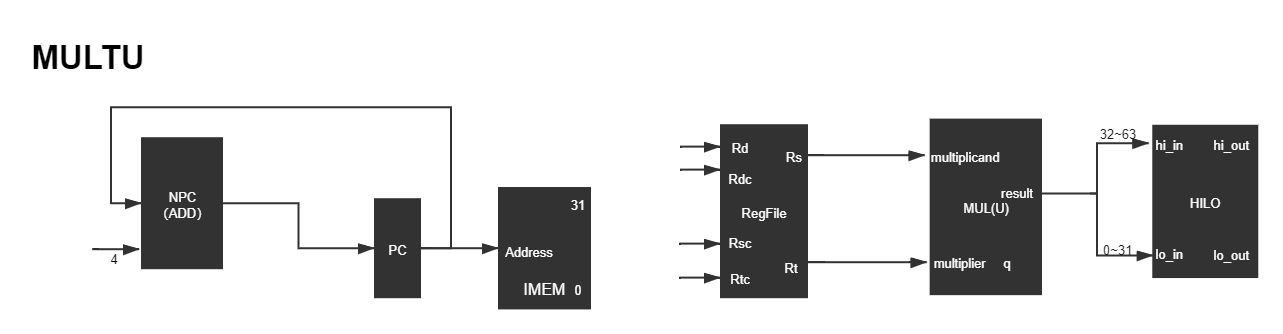 MULTU
NPC
(ADD)
4
PC
31
Address
IMEM 0
Rd
Rdc
Rs
RegFile
Rsc
Rt
Rtc
multiplicand
result
MUL(U)
multiplier q
32~63
0~31
hi_in hi_out
HILO
lo_in lo_out